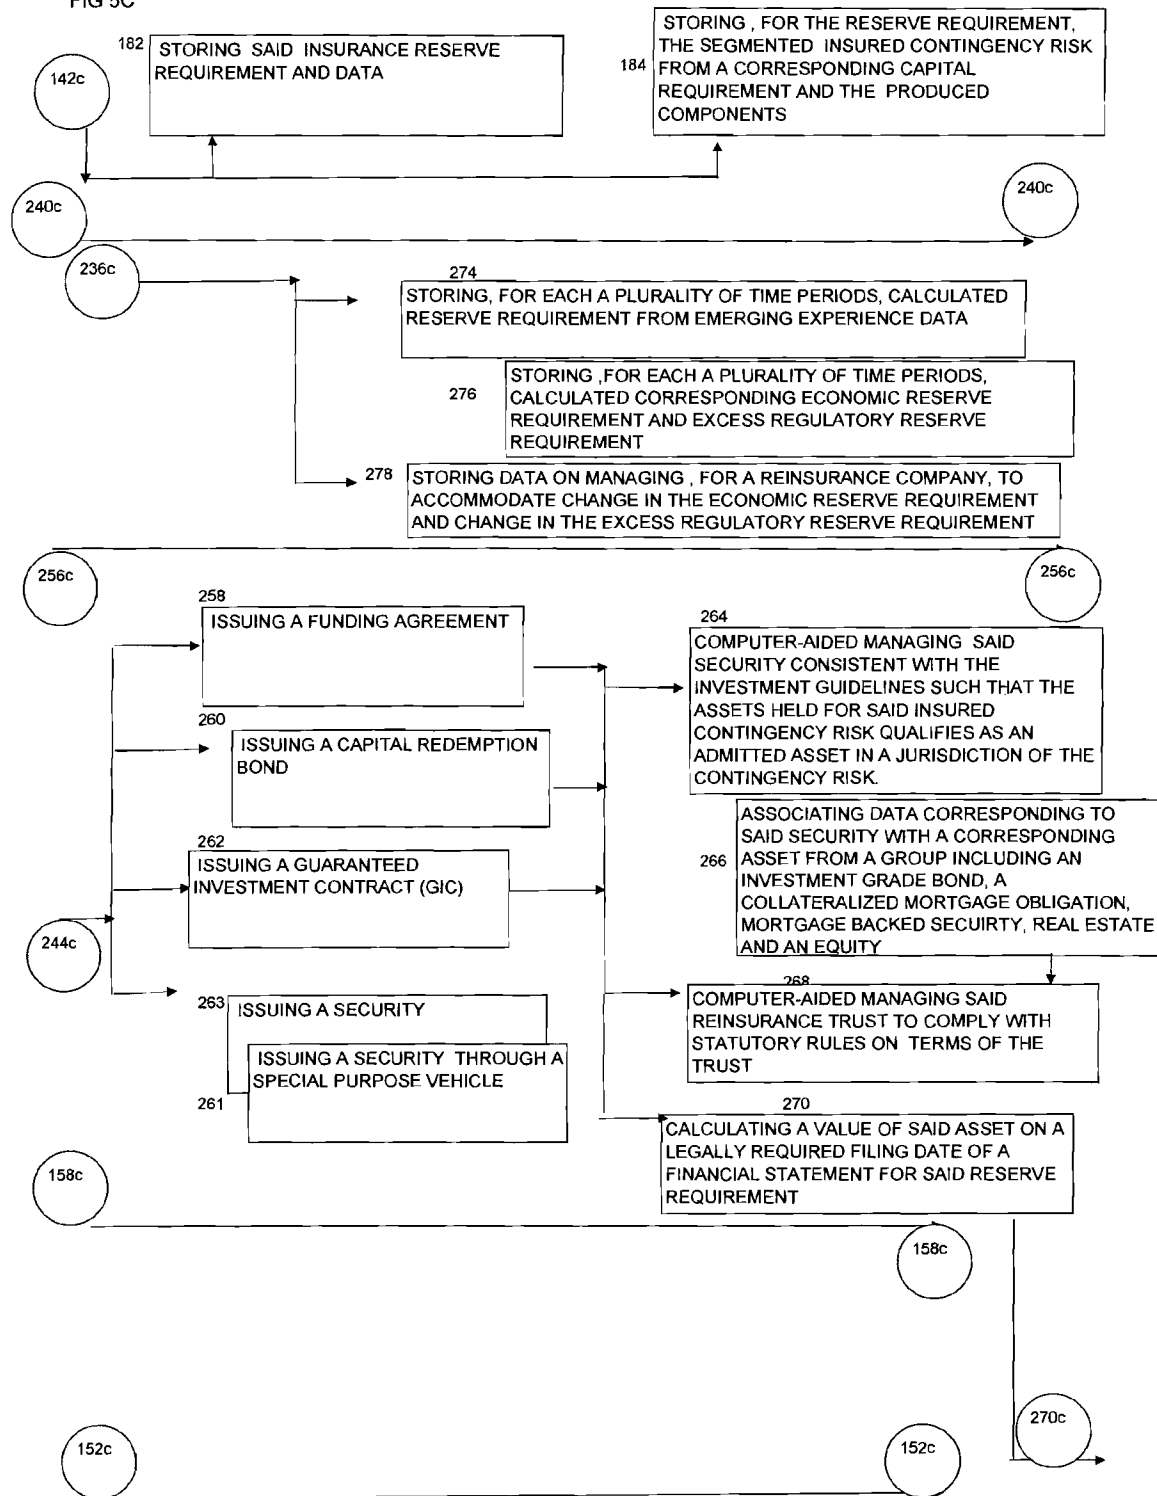 FIG 5C
182
STORING SAID INSURANCE RESERVE
REQUIREMENT AND DATA
184
STORING , FOR THE RESERVE REQUIREMENT,
THE SEGMENTED INSURED CONTINGENCY RISK
FROM A CORRESPONDING CAPITAL
REQUIREMENT AND THE PRODUCED
COMPONENTS
142c
240c
240c
236c
274
STORING, FOR EACH A PLURALITY OF TIME PERIODS, CALCULATED
RESERVE REQUIREMENT FROM EMERGING EXPERIENCE DATA
276
STORING ,FOR EACH A PLURALITY OF TIME PERIODS,
CALCULATED CORRESPONDING ECONOMIC RESERVE
REQUIREMENT AND EXCESS REGULATORY RESERVE
REQUIREMENT
278
STORING DATA ON MANAGING , FOR A REINSURANCE COMPANY, TO
ACCOMMODATE CHANGE IN THE ECONOMIC RESERVE REQUIREMENT
AND CHANGE IN THE EXCESS REGULATORY RESERVE REQUIREMENT
256c
256c
258
ISSUING A FUNDING AGREEMENT
264
COMPUTER-AIDED MANAGING SAID
SECURITY CONSISTENT WITH THE
INVESTMENT GUIDELINES SUCH THAT THE
ASSETS HELD FOR SAID INSURED
CONTINGENCY RISK QUALIFIES AS AN
ADMITTED ASSET IN A JURISDICTION OF THE
CONTINGENCY RISK.
260
ISSUING A CAPITAL REDEMPTION
BOND
266
ASSOCIATING DATA CORRESPONDING TO
SAID SECURITY WITH A CORRESPONDING
ASSET FROM A GROUP INCLUDING AN
INVESTMENT GRADE BOND, A
COLLATERALIZED MORTGAGE OBLIGATION,
MORTGAGE BACKED SECUIRTY, REAL ESTATE
AND AN EQUITY
262
ISSUING A GUARANTEED
INVESTMENT CONTRACT (GIC)
244c
263
ISSUING A SECURITY
268
COMPUTER-AIDED MANAGING SAID
REINSURANCE TRUST TO COMPLY WITH
STATUTORY RULES ON TERMS OF THE
TRUST
ISSUING A SECURITY THROUGH A
SPECIAL PURPOSE VEHICLE
261
270
CALCULATING A VALUE OF SAID ASSET ON A
LEGALLY REQUIRED FILING DATE OF A
FINANCIAL STATEMENT FOR SAID RESERVE
REQUIREMENT
158c
158c
270c
152c
152c